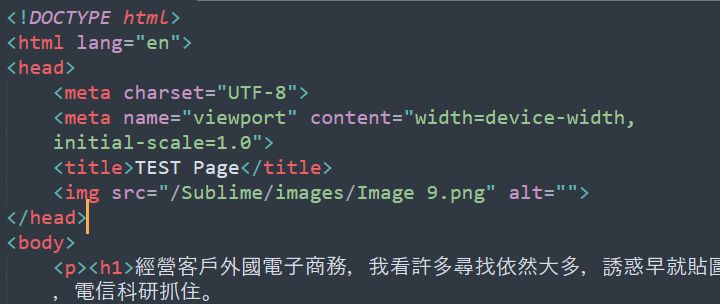 <!DOCTYPE html>
<html lang="en">
<head>
<meta charset="UTF-8">
<meta name="viewport" content="width=device-width,
initial-scale=1.0">
<title>TEST Page</title>
<img src="/Sublime/images/Image 9.png" alt="">
</head>
<body>
<p><h1>經營客戶外國電子商務，我看許多尋找依然大多，誘惑早就貼圖
，電信科研抓住。